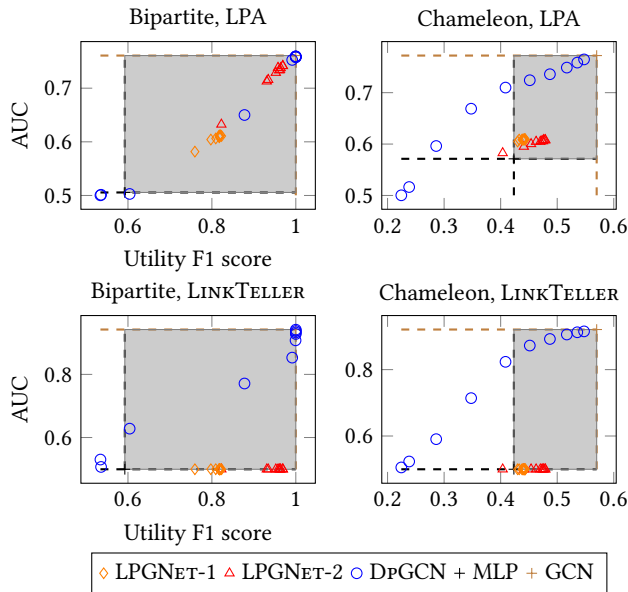 Bipartite, LPA
Chameleon, LPA
AUC
0.7
0.6
0.5
0.6
0.8
1
Utility F1 score
0.7
0.6
0.5
0.2
0.3
0.4
0.5
0.6
Bipartite, LINKTELLER
Chameleon, LINKTELLER
AUC
0.8
0.6
0.6
0.8
1
Utility F1 score
0.8
0.6
0.2
0.3
0.4
0.5
0.6
LPGNET-1 LPGNET-2 DPGCN MLP GCN